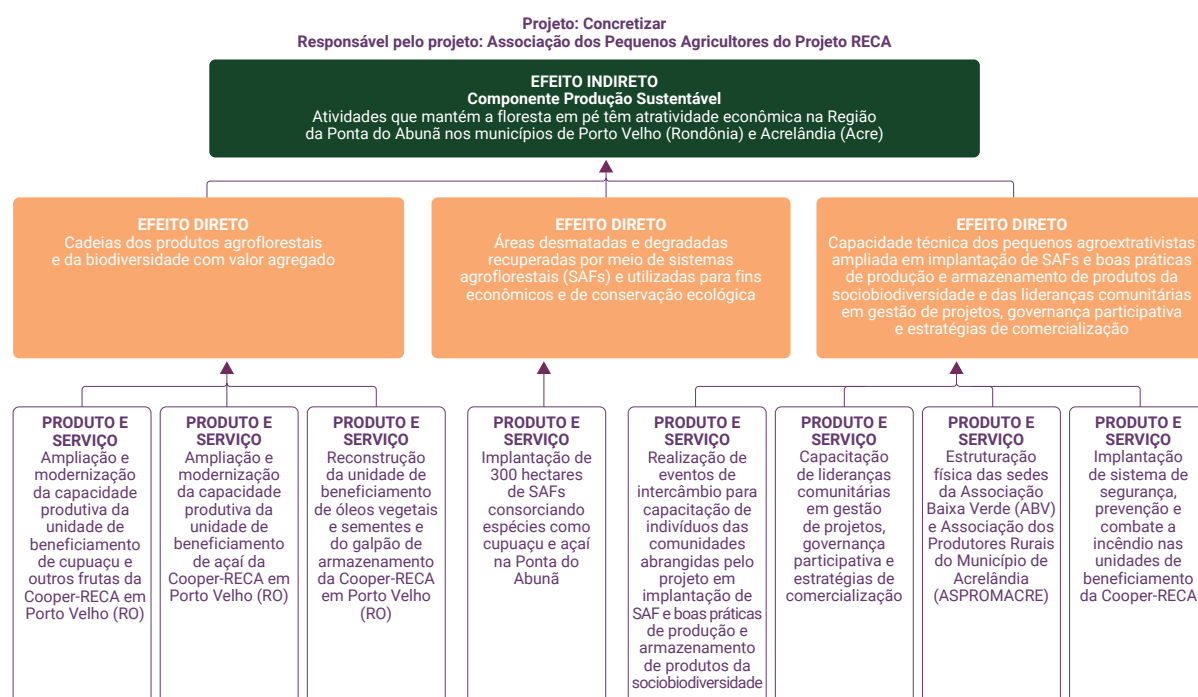 Projeto: Concretizar
Responsável pelo projeto: Associação dos Pequenos Agricultores do Projeto RECA
EFEITO INDIRETO
Componente Produção Sustentável
Atividades que mantém a floresta em pé têm atratividade econômica na Região
da Ponta do Abunã nos municípios de Porto Velho (Rondônia) e Acrelândia (Acre)
EFEITO DIRETO
Cadeias dos produtos agroflorestais
e da biodiversidade com valor agregado
EFEITO DIRETO
Áreas desmatadas e degradadas
recuperadas por meio de sistemas
agroflorestais (SAFs) e utilizadas para fins
econômicos e de conservação ecológica
EFEITO DIRETO
Capacidade técnica dos pequenos agroextrativistas
ampliada em implantação de SAFs e boas práticas
de produção e armazenamento de produtos da
sociobiodiversidade e das lideranças comunitárias
em gestão de projetos, governança participativa
e estratégias de comercialização
PRODUTO E
SERVIÇO
Ampliação e
modernização
da capacidade
produtiva da
unidade de
beneficiamento
de cupuaçu e
outros frutas da
Cooper-RECA em
Porto Velho (RO)
PRODUTO E
SERVIÇO
Ampliação e
modernização
da capacidade
produtiva da
unidade de
beneficiamento
de açaí da
Cooper-RECA em
Porto Velho (RO)
PRODUTO E
SERVIÇO
Reconstrução
da unidade de
beneficiamento
de óleos vegetais
e sementes e
do galpão de
armazenamento
da Cooper-RECA
em Porto Velho
(RO)
PRODUTO E
SERVIÇO
Implantação de
300 hectares
de SAFs
consorciando
espécies como
cupuaçu e açaí
na Ponta do
Abunã
PRODUTO E
SERVIÇO
Realização de
eventos de
intercâmbio para
capacitação de
indivíduos das
comunidades
abrangidas pelo
projeto em
implantação de
SAF e boas práticas
de produção e
armazenamento
de produtos da
sociobiodiversidade
PRODUTO E
SERVIÇO
Capacitação
de lideranças
comunitárias
em gestão
de projetos,
governança
participativa e
estratégias de
comercialização
PRODUTO E
SERVIÇO
Estruturação
física das sedes
da Associação
Baixa Verde (ABV)
e Associação dos
Produtores Rurais
do Município de
Acrelândia
(ASPROMACRE)
PRODUTO E
SERVIÇO
Implantação
de sistema de
segurança,
prevenção e
combate a
incêndio nas
unidades de
beneficiamento
da Cooper-RECA